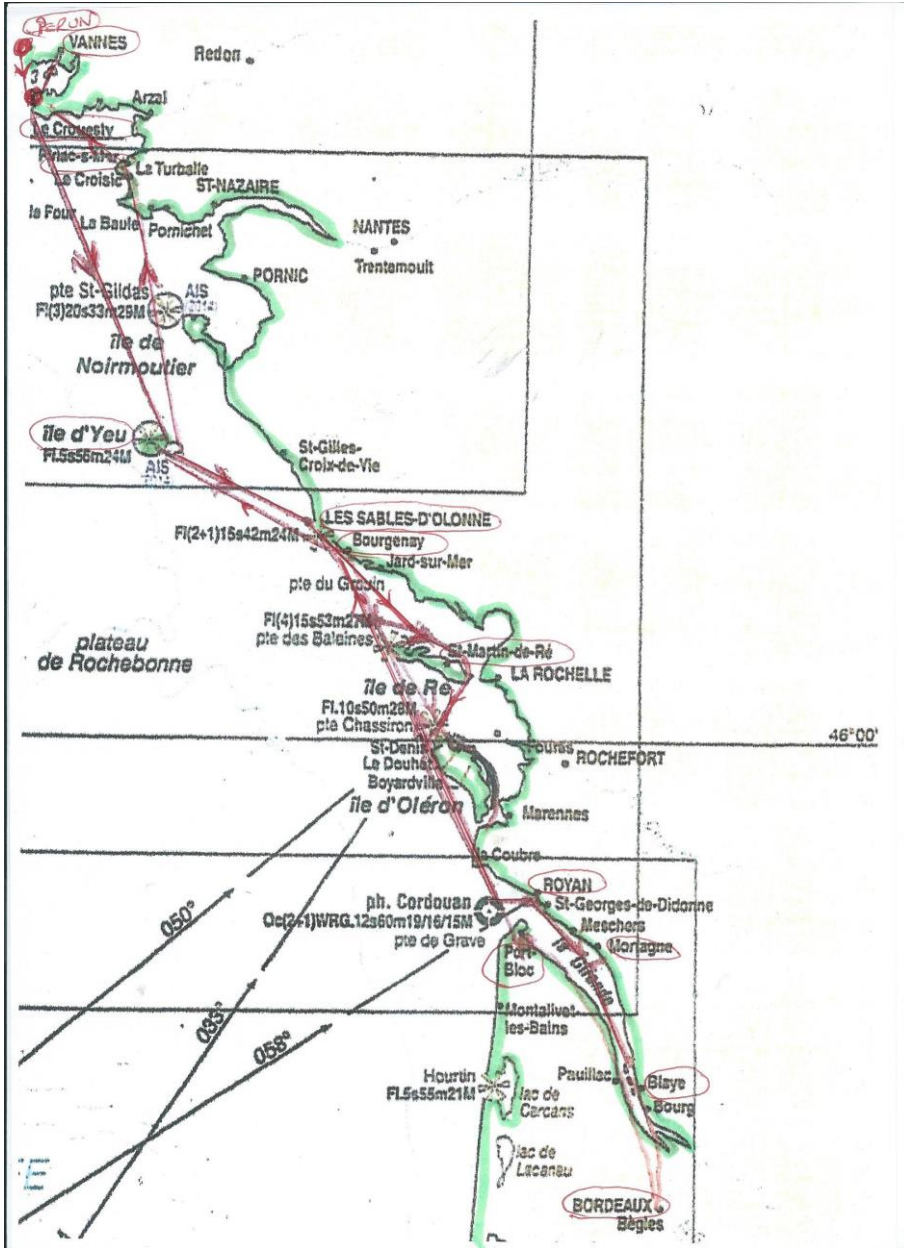 PERUN
VANNES
Redon
3
Arzal
Le Crouesty
Piriac-s-Mer
La Turballe
Le Croisic
ST-NAZAIRE
le Four
La Baule
Pornichet
NANTES
Trentemoult
PORNIC
pte St-Gildas
AIS
Fl(3)20s33m29M
île de
Noirmoutier
île d'Yeu
Fl.5s56m24M
AIS
St-Gilles-
Croix-de-Vie
LES SABLES-D'OLONNE
Fl(2+1)15s42m24M
Bourgenay
Jard-sur-Mer
pte du Grouin
Fl(4)15s53m27M
pte des Baleines
plateau
de Rochebonne
St-Martin-de-Ré
LA ROCHELLE
île de Ré
Fl.10s50m28M
pte Chassiron
46°00'
St-Denis
Fouras
ROCHEFORT
Le Douhet
Boyardville
île d'Oléron
Marennes
la Coubre
ROYAN
ph. Cordouan
St-Georges-de-Didonne
Oc(2+1)WRG.12s60m19/16/15M
Meschers
pte de Grave
Mortagne
Port-
Bloc
la Gironde
050°
033°
058°
Montalivet-
les-Bains
Hourtin
Fl.5s55m21M
Pauillac
Blaye
lac de
Carcans
Bourg
lac de
Lacanau
E
BORDEAUX
Bègles